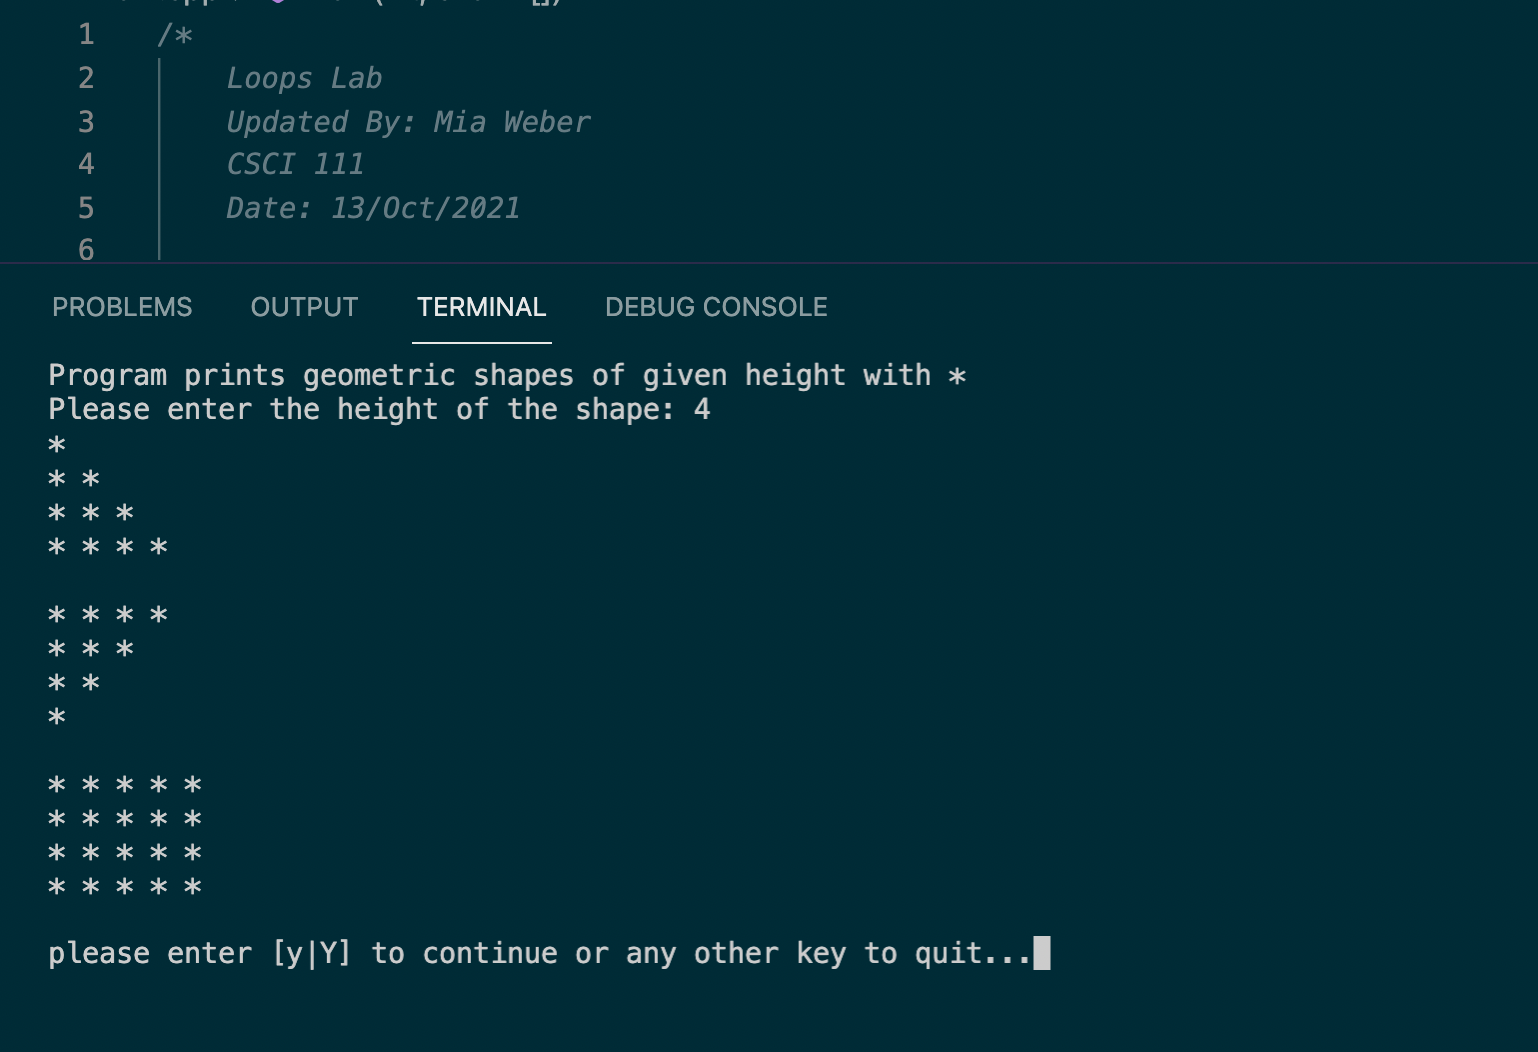 1 /*
2 Loops Lab
3 Updated By: Mia Weber
4 CSCI 111
5 Date: 13/Oct/2021
6
PROBLEMS OUTPUT TERMINAL DEBUG CONSOLE
Program prints geometric shapes of given height with *
Please enter the height of the shape: 4
*
* *
* * *
* * * *
* * * *
* * *
* *
*
* * * * *
* * * * *
* * * * *
* * * * *
please enter [y|Y] to continue or any other key to quit...